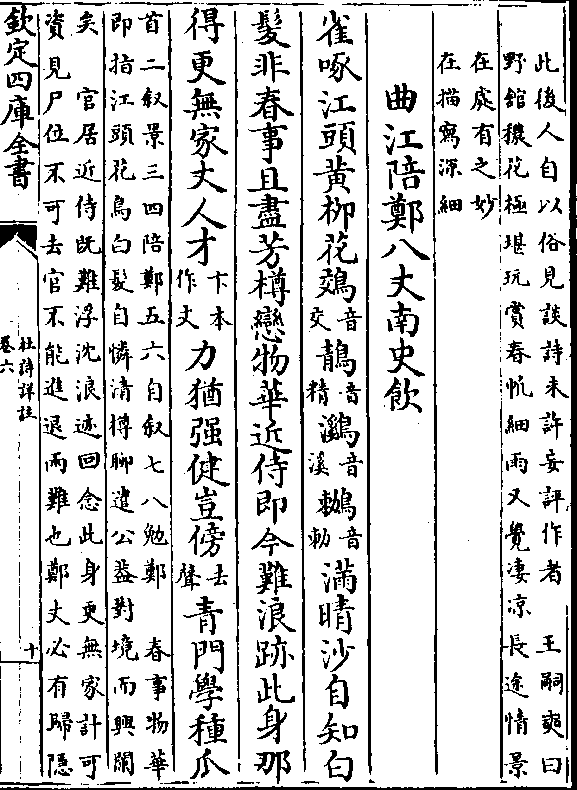 此後人自以俗見談詩未許妄評作者　王嗣奭曰
野館穠花極堪玩賞春帆細雨又覺凄凉長途情景
在處有之妙
在描寫深細
曲江陪鄭八丈南史飲
雀啄江頭黃柳花鵁音交鶄音精鸂音溪鶒音勅滿晴沙自知白
髮非春事且盡芳樽戀物華近侍即今難浪跡此身那
得更無家丈人才卞本作丈力猶强健豈傍去聲青門學種瓜
首二叙景三四陪鄭五六自叙七八勉鄭　春事物華
即指江頭花鳥白髮自憐清樽聊遣公蓋對境而興闌
矣　官居近侍既難浮沈浪迹回念此身更無家計可
資見尸位不可去官不能進退兩難也鄭丈必有歸隱
欽定四庫全書
杜詩詳註
卷六
十